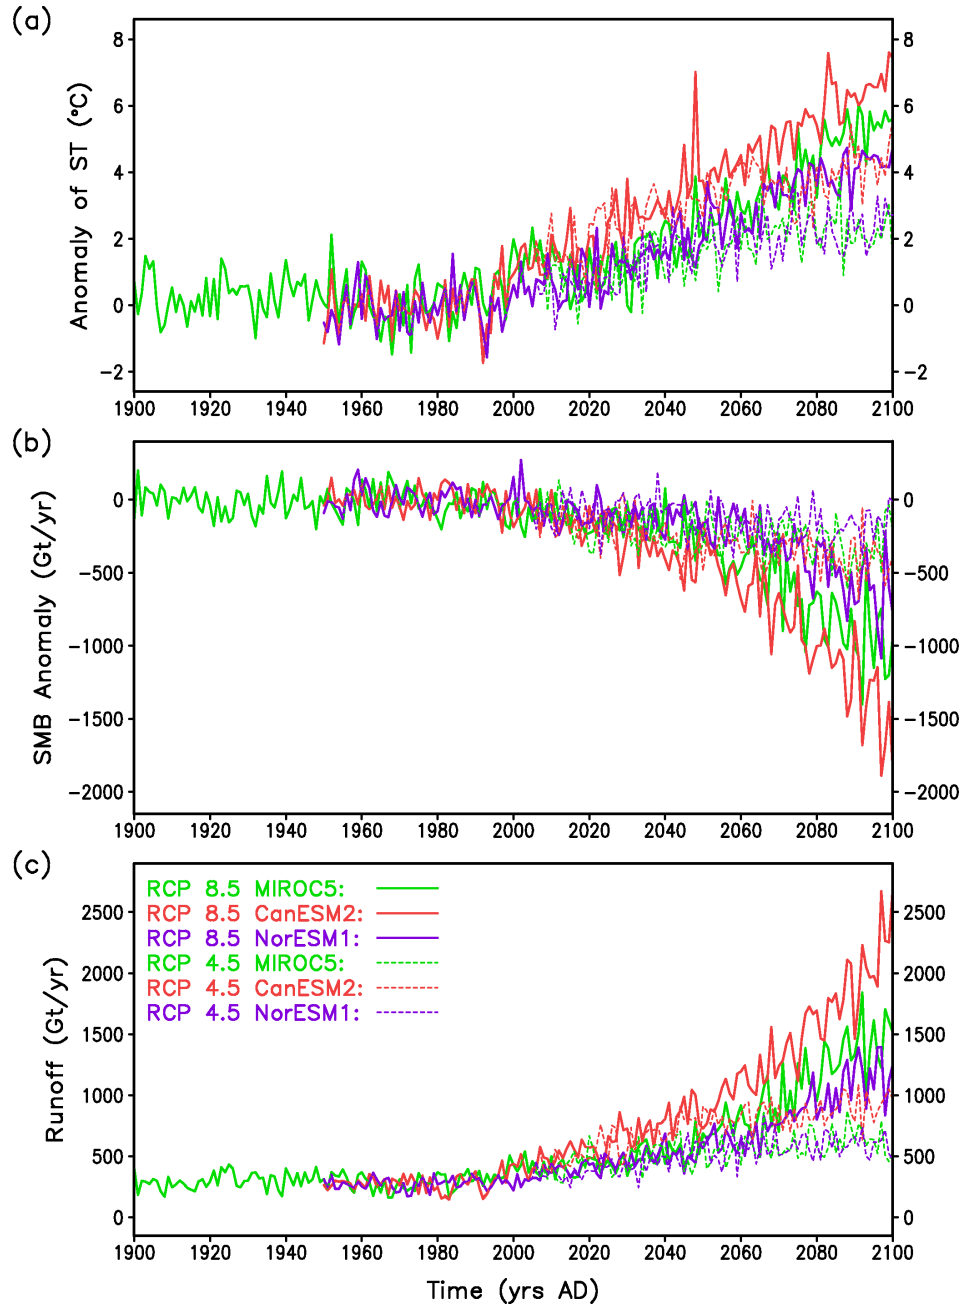 (a)
Anomaly of ST (°C)
8 8
6 6
4 4
2 2
0 0
−2 −2
1900 1920 1940 1960 1980 2000 2020 2040 2060 2080 2100
(b)
SMB Anomaly (Gt/yr)
0 0
−500 −500
−1000 −1000
−1500 −1500
−2000 −2000
1900 1920 1940 1960 1980 2000 2020 2040 2060 2080 2100
(c)
Runoff (Gt/yr)
RCP 8.5 MIROC5:
RCP 8.5 CanESM2:
RCP 8.5 NorESM1:
RCP 4.5 MIROC5:
RCP 4.5 CanESM2:
RCP 4.5 NorESM1:
2500 2500
2000 2000
1500 1500
1000 1000
500 500
0 0
1900 1920 1940 1960 1980 2000 2020 2040 2060 2080 2100
Time (yrs AD)